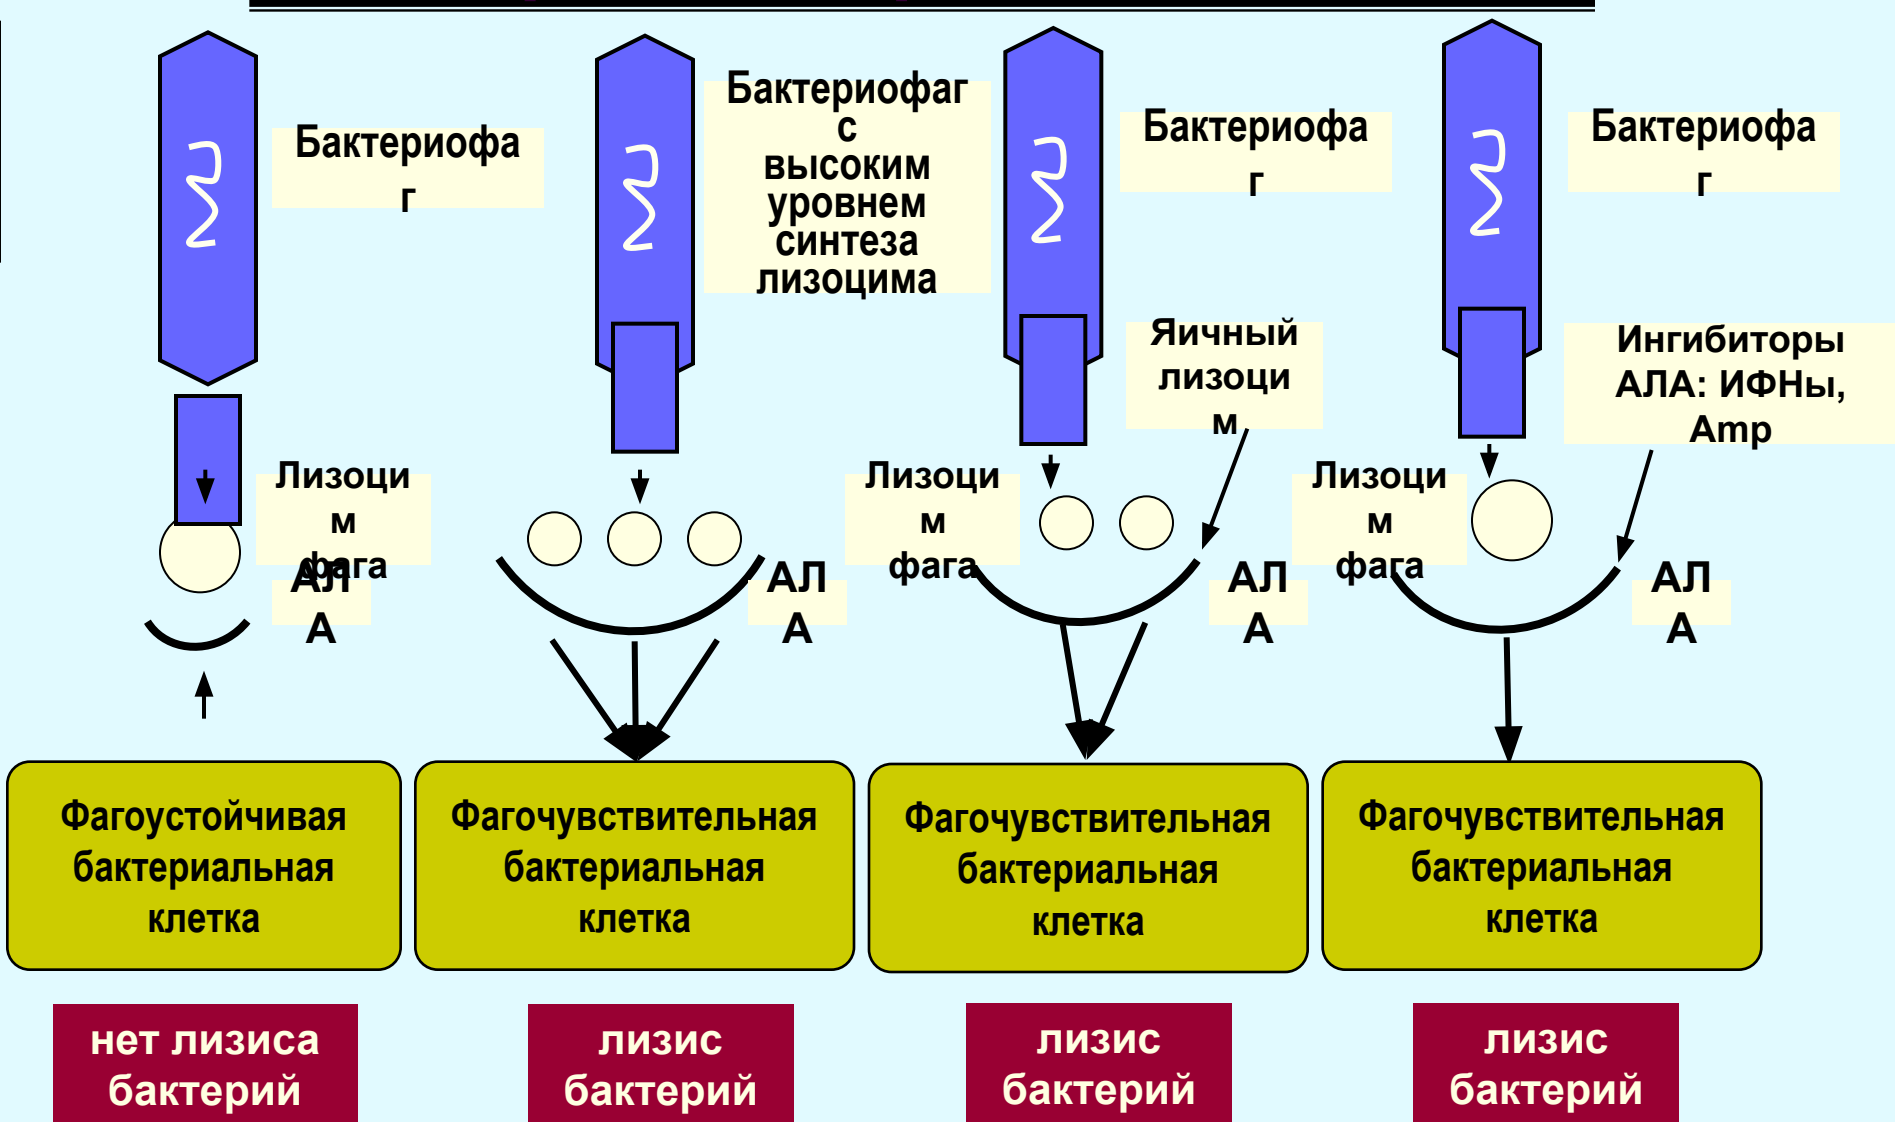 Бактериофа
г
Бактериофаг
с
высоким
уровнем
синтеза
лизоцима
Бактериофа
г
Бактериофа
г
Яичный
лизоци
м
Ингибиторы
АЛА: ИФНы,
Amp
Лизоци
м
фага
АЛ
А
АЛ
А
Лизоци
м
фага
АЛ
А
Лизоци
м
фага
АЛ
А
Фагоустойчивая
бактериальная
клетка
Фагочувствительная
бактериальная
клетка
Фагочувствительная
бактериальная
клетка
Фагочувствительная
бактериальная
клетка
нет лизиса
бактерий
лизис
бактерий
лизис
бактерий
лизис
бактерий